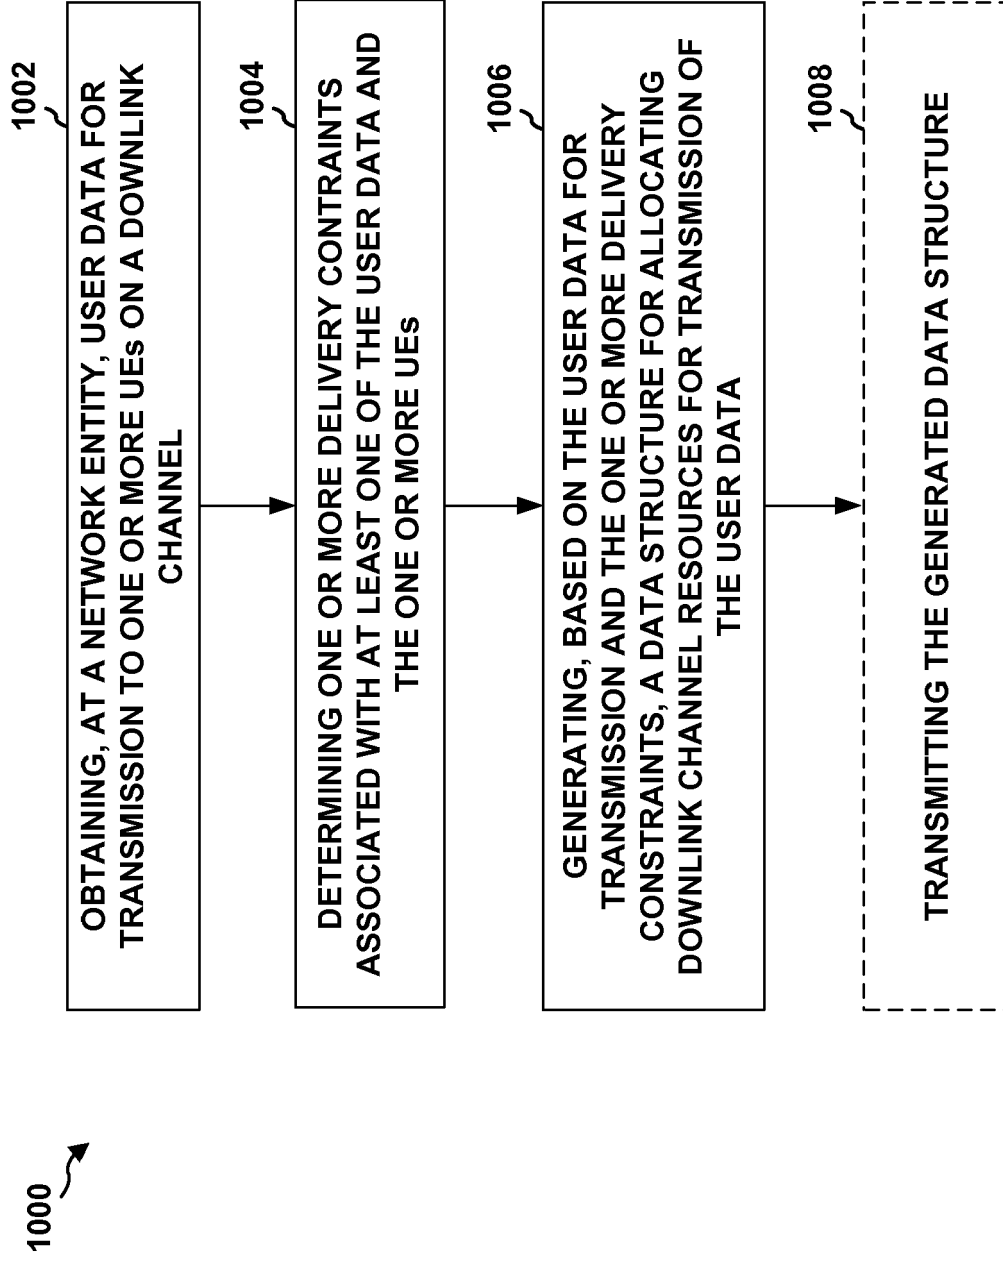 1000
1002
OBTAINING, AT A NETWORK ENTITY, USER DATA FOR
TRANSMISSION TO ONE OR MORE UEs ON A DOWNLINK
CHANNEL
1004
DETERMINING ONE OR MORE DELIVERY CONTRAINTS
ASSOCIATED WITH AT LEAST ONE OF THE USER DATA AND
THE ONE OR MORE UEs
1006
GENERATING, BASED ON THE USER DATA FOR
TRANSMISSION AND THE ONE OR MORE DELIVERY
CONSTRAINTS, A DATA STRUCTURE FOR ALLOCATING
DOWNLINK CHANNEL RESOURCES FOR TRANSMISSION OF
THE USER DATA
1008
TRANSMITTING THE GENERATED DATA STRUCTURE